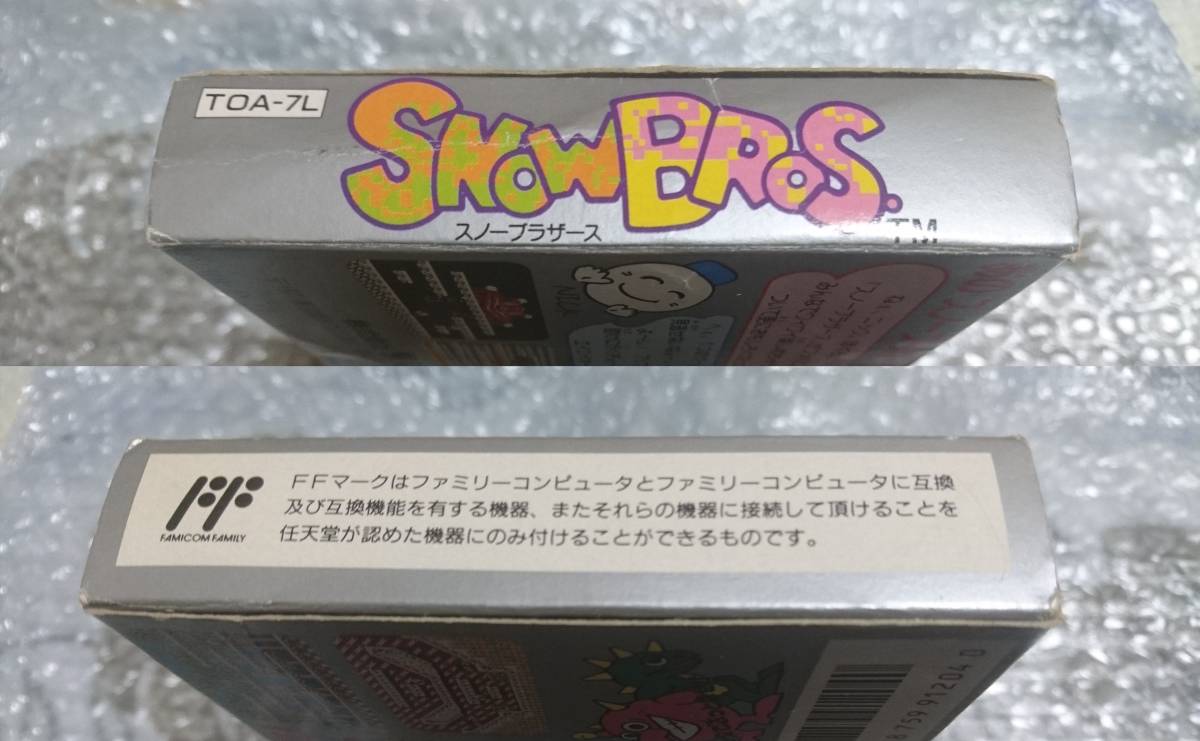 TOA-7L
SNOW BROS.
TM
スノーブラザース
FAMICOM FAMILY
FFマークはファミリーコンピュータとファミリーコンピュータに互換
及び互換機能を有する機器、またそれらの機器に接続して頂けることを
任天堂が認めた機器にのみ付けることができるものです。
8 759 91204 0